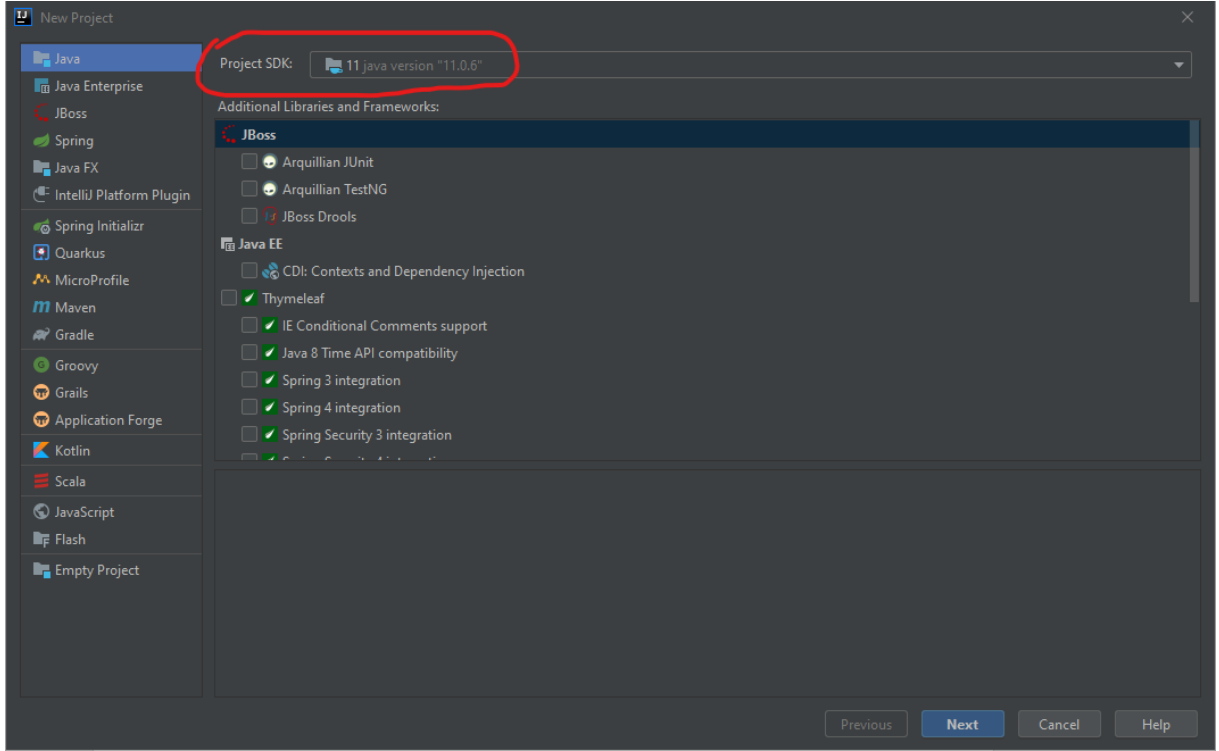 New Project
Java
Java Enterprise
JBoss
Spring
Java FX
IntelliJ Platform Plugin
Spring Initializr
Quarkus
MicroProfile
Maven
Gradle
Groovy
Grails
Application Forge
Kotlin
Scala
JavaScript
Flash
Empty Project
Project SDK: 11 java version "11.0.6"
Additional Libraries and Frameworks:
JBoss
Arquillian JUnit
Arquillian TestNG
JBoss Drools
Java EE
CDI: Contexts and Dependency Injection
Thymeleaf
IE Conditional Comments support
Java 8 Time API compatibility
Spring 3 integration
Spring 4 integration
Spring Security 3 integration
Previous Next Cancel Help